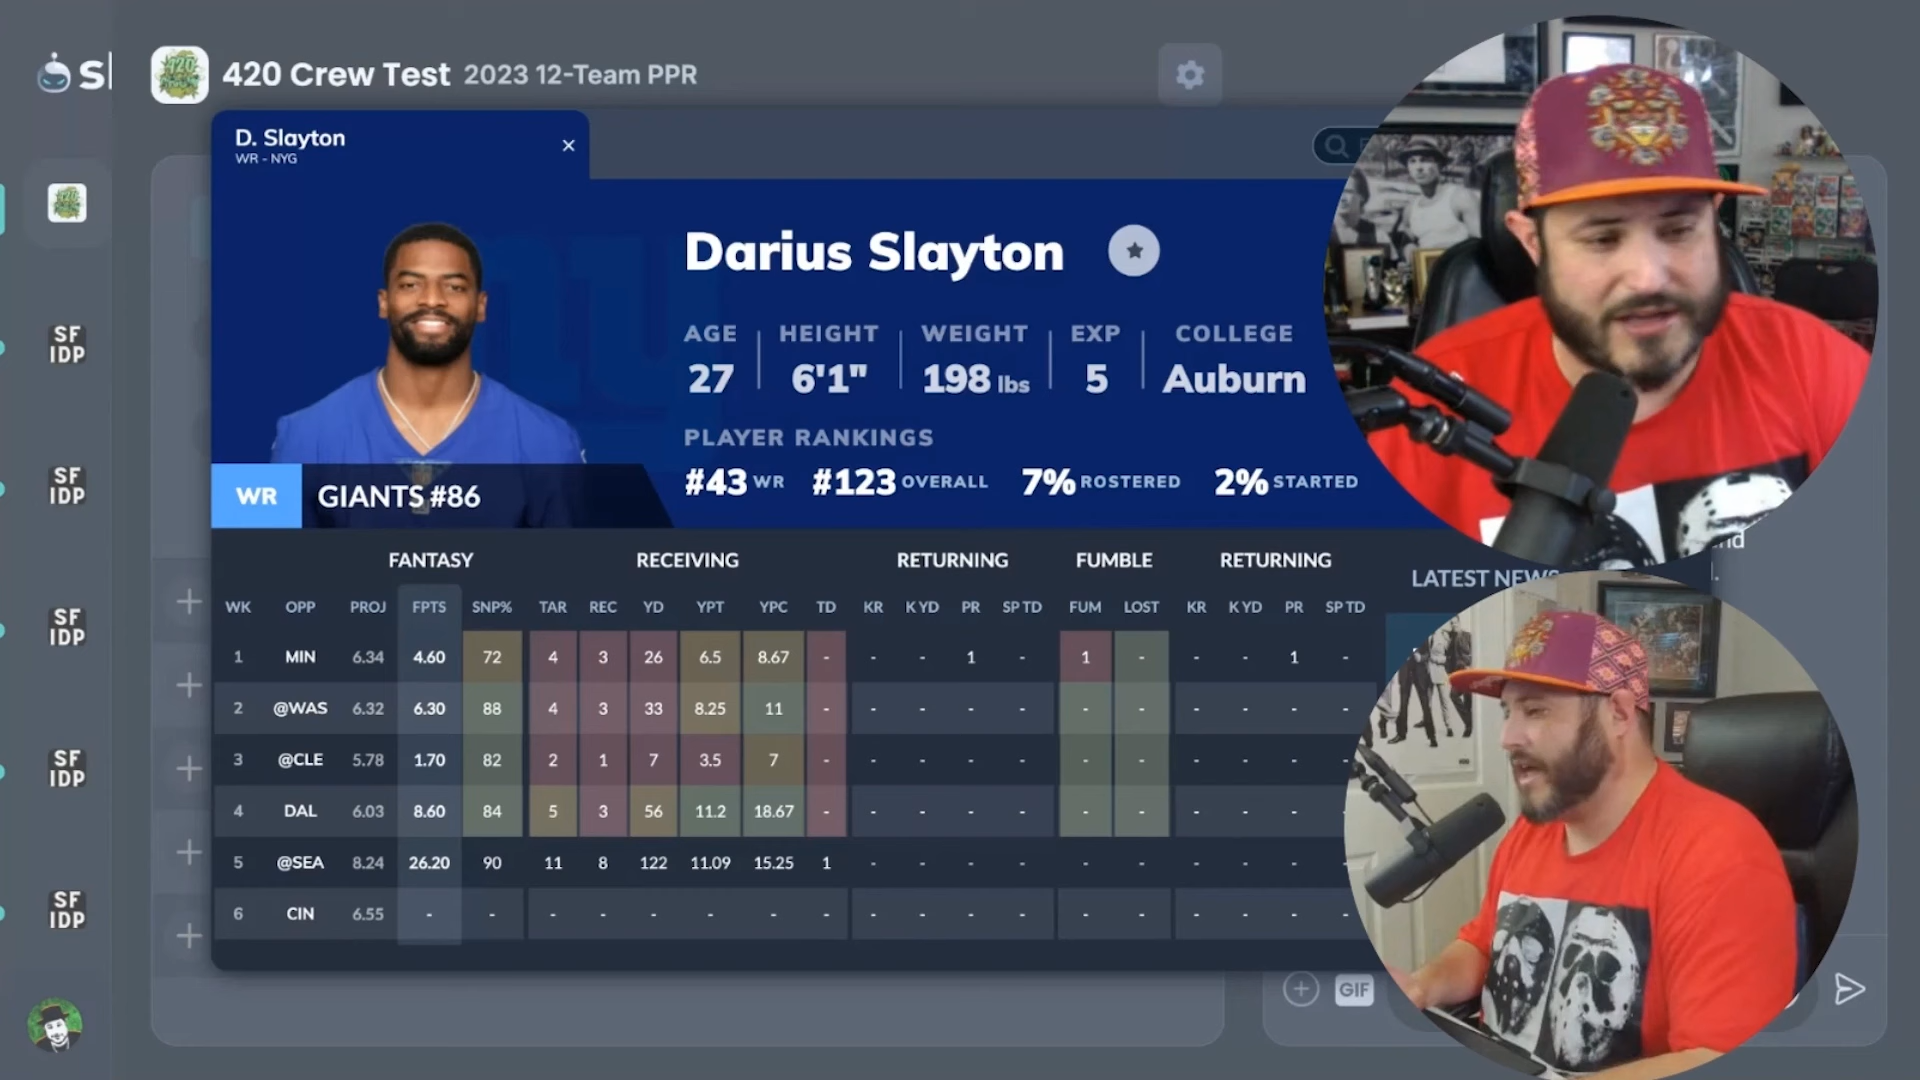 Sl
420 Crew Test 2023 12-Team PPR
D. Slayton
WR - NYG
×
Darius Slayton
AGE HEIGHT WEIGHT EXP COLLEGE
27 6'1" 198 lbs 5 Auburn
PLAYER RANKINGS
#43 WR #123 OVERALL 7% ROSTERED 2% STARTED
WR GIANTS #86
FANTASY RECEIVING RETURNING FUMBLE RETURNING
LATEST NEWS
WK OPP PROJ FPTS SNP% TAR REC YD YPT YPC TD KR K YD PR SP TD FUM LOST KR K YD PR SP TD
1 MIN 6.34 4.60 72 4 3 26 6.5 8.67 - - - 1 - 1 - - - 1 -
2 @WAS 6.32 6.30 88 4 3 33 8.25 11 - - - - - - - - - - -
3 @CLE 5.78 1.70 82 2 1 7 3.5 7 - - - - - - - - - - -
4 DAL 6.03 8.60 84 5 3 56 11.2 18.67 - - - - - - - - - - -
5 @SEA 8.24 26.20 90 11 8 122 11.09 15.25 1 - - - - - - - - - -
6 CIN 6.55 - - - - - - - - - - - - - - - - - -
SF
IDP
SF
IDP
SF
IDP
SF
IDP
SF
IDP
GIF